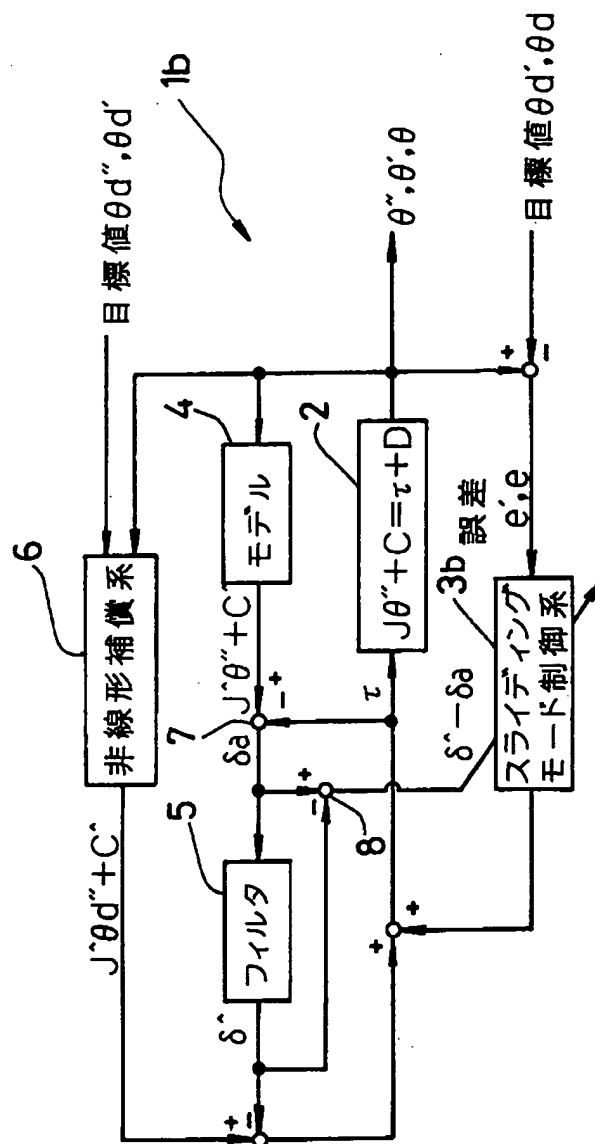 6
1b
J^θd″+C^
非線形補償系
目標値θd″,θd′
5
7
4
δ^
フィルタ
δa
J^θ″+C^
モデル
+
−
−
+
−
+
8
τ
2
Jθ″+C=τ+D
θ″,θ′,θ
+
+
δ^−δa
3b
誤差
e′,e
スライディング
モード制御系
+
−
目標値θd′,θd